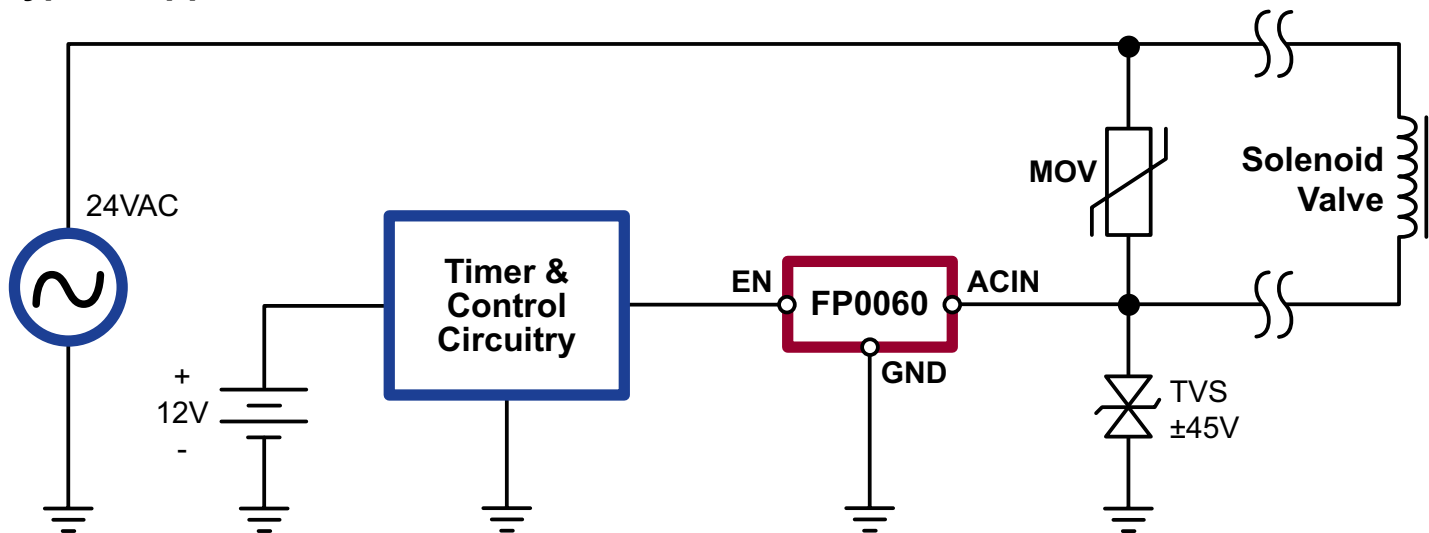 24VAC
MOV
Solenoid
Valve
Timer &
Control
Circuitry
EN
FP0060
ACIN
GND
+
12V
-
TVS
±45V